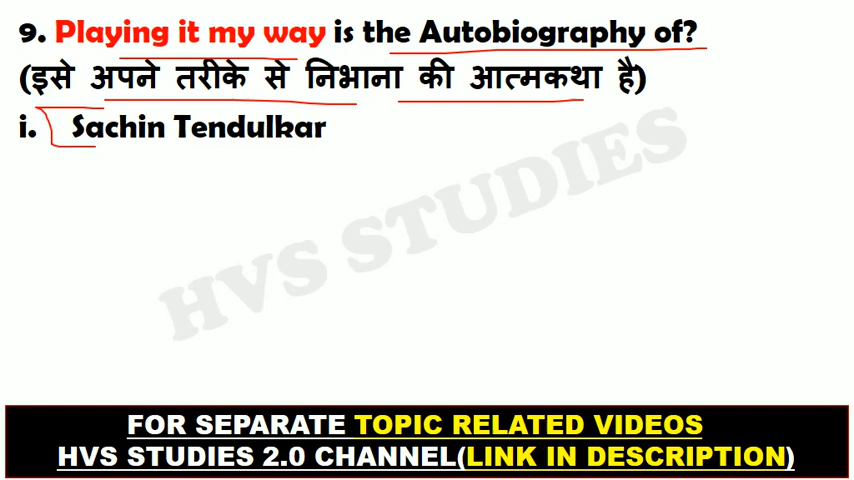 9. Playing it my way is the Autobiography of?
(इसे अपने तरीके से निभाना की आत्मकथा है)
i. Sachin Tendulkar
HVS STUDIES
FOR SEPARATE TOPIC RELATED VIDEOS
HVS STUDIES 2.0 CHANNEL(LINK IN DESCRIPTION)